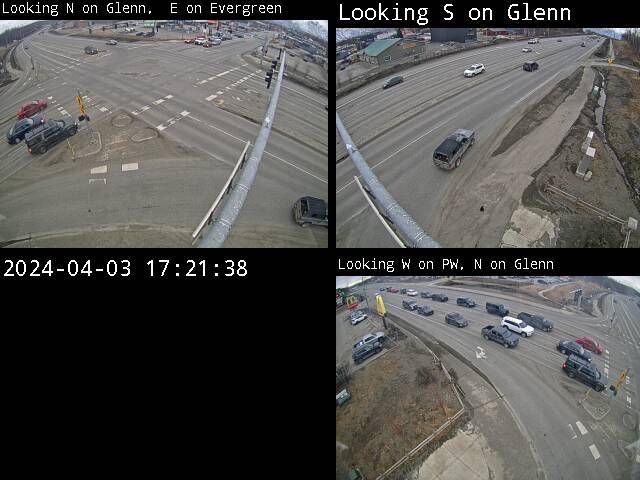 Looking N on Glenn,  E on Evergreen
Looking S on Glenn
2024-04-03 17:21:38
Looking W on PW, N on Glenn